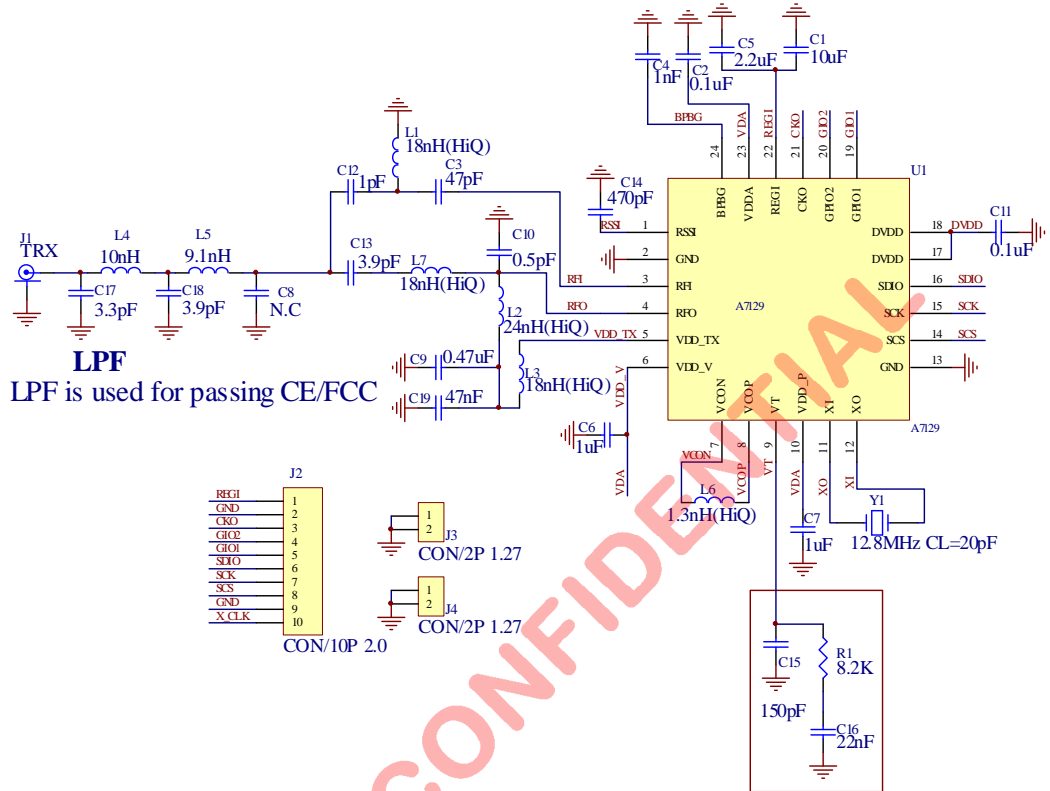 C5
2.2uF
C1
10uF
C4
1nF
C2
0.1uF
BPBG
VDA
REGI
CKO
GIO2
GIO1
24
23
22
21
20
19
L1
18nH(HiQ)
C12
1pF
C3
47pF
C14
470pF
U1
BPBG
VDDA
REGI
CKO
GPIO2
GPIO1
RSSI
1
RSSI
DVDD
18
DVDD
C11
0.1uF
2
GND
DVDD
17
RFI
3
RFI
SDIO
16
SDIO
RFO
4
RFO
A7129
SCK
15
SCK
VDD_TX
5
VDD_TX
SCS
14
SCS
6
VDD_V
GND
13
J1
TRX
L4
10nH
L5
9.1nH
C13
3.9pF
L7
18nH(HiQ)
C10
0.5pF
C17
3.3pF
C18
3.9pF
C8
N.C
L2
24nH(HiQ)
LPF
LPF is used for passing CE/FCC
C9
0.47uF
L3
18nH(HiQ)
C19
47nF
VDD_V
C6
1uF
VDA
VCON
VCOP
VT
VDD_P
XI
XO
A7129
7
8
9
10
11
12
VCON
VCOP
VT
VDA
XO
XI
L6
1.3nH(HiQ)
C7
1uF
Y1
12.8MHz CL=20pF
J2
REGI
1
GND
2
CKO
3
GIO2
4
GIO1
5
SDIO
6
SCK
7
SCS
8
GND
9
X_CLK
10
CON/10P 2.0
1
2
J3
CON/2P 1.27
1
2
J4
CON/2P 1.27
C15
150pF
R1
8.2K
C16
22nF
CONFIDENTIAL